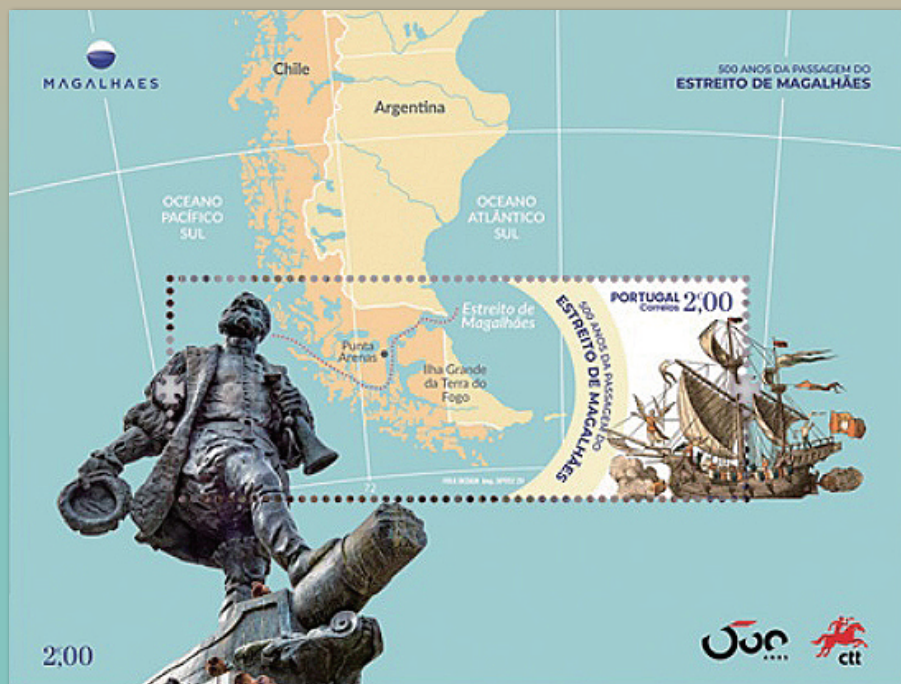 MAGALHAES
500 ANOS DA PASSAGEM DO
ESTREITO DE MAGALHÃES
Chile
Argentina
OCEANO
PACÍFICO
SUL
OCEANO
ATLÂNTICO
SUL
Estreito de
Magalhães
PORTUGAL 2€00
Correios
500 ANOS DA PASSAGEM DO
ESTREITO DE MAGALHÃES
Punta
Arenas
Ilha Grande
da Terra do
Fogo
72
2€00
500
ANOS
ctt